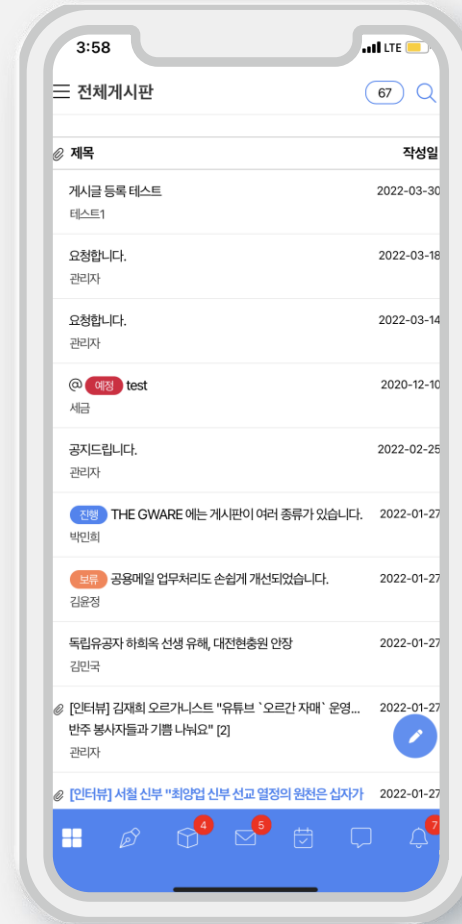 3:58 LTE
전체게시판 67
제목 작성일
게시글 등록 테스트 2022-03-30
테스트1
요청합니다. 2022-03-18
관리자
요청합니다. 2022-03-14
관리자
@ 예정 test 2020-12-10
세금
공지드립니다. 2022-02-25
관리자
진행 THE GWARE 에는 게시판이 여러 종류가 있습니다. 2022-01-27
박민희
보류 공용메일 업무처리도 손쉽게 개선되었습니다. 2022-01-27
김윤정
독립유공자 하희옥 선생 유해, 대전현충원 안장 2022-01-27
김민국
[인터뷰] 김재희 오르가니스트 "유튜브 `오르간 자매` 운영... 2022-01-27
반주 봉사자들과 기쁨 나눠요" [2]
관리자
[인터뷰] 서철 신부 "최양업 신부 선교 열정의 원천은 십자가 2022-01-27
4 5 7